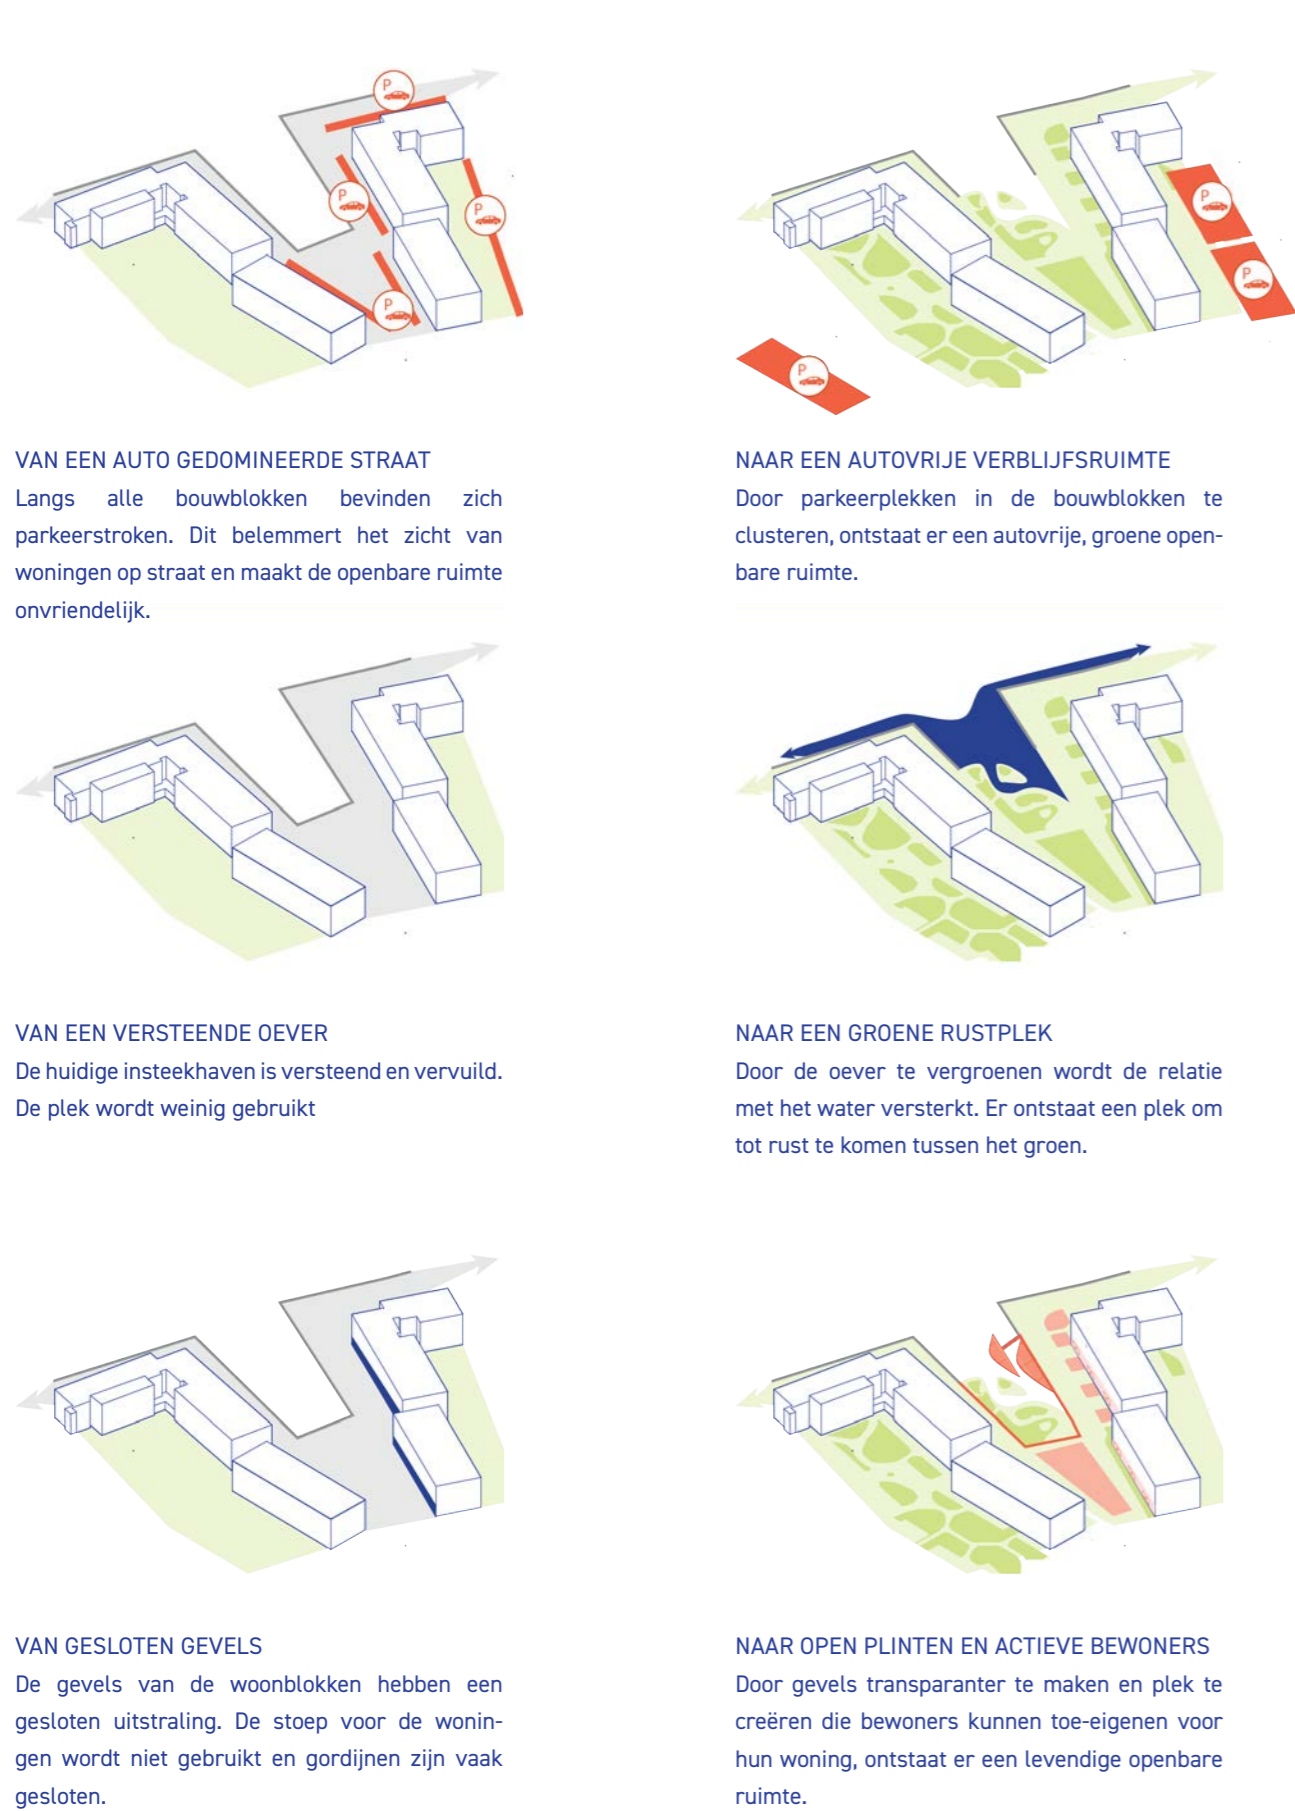 P
P
P
P
P
P
P
VAN EEN AUTO GEDOMINEERDE STRAAT
Langs alle bouwblokken bevinden zich
parkeerstroken. Dit belemmert het zicht van
woningen op straat en maakt de openbare ruimte
onvriendelijk.
NAAR EEN AUTOVRIJE VERBLIJFSRUIMTE
Door parkeerplekken in de bouwblokken te
clusteren, ontstaat er een autovrije, groene open-
bare ruimte.
VAN EEN VERSTEENDE OEVER
De huidige insteekhaven is versteend en vervuild.
De plek wordt weinig gebruikt
NAAR EEN GROENE RUSTPLEK
Door de oever te vergroenen wordt de relatie
met het water versterkt. Er ontstaat een plek om
tot rust te komen tussen het groen.
VAN GESLOTEN GEVELS
De gevels van de woonblokken hebben een
gesloten uitstraling. De stoep voor de wonin-
gen wordt niet gebruikt en gordijnen zijn vaak
gesloten.
NAAR OPEN PLINTEN EN ACTIEVE BEWONERS
Door gevels transparanter te maken en plek te
creëren die bewoners kunnen toe-eigenen voor
hun woning, ontstaat er een levendige openbare
ruimte.